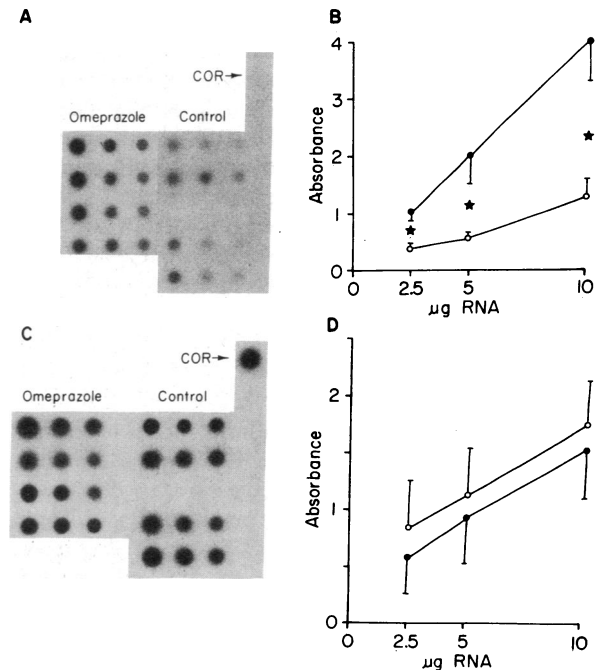 A
COR→
Omeprazole Control
B
Absorbance
4
3
2
1
0
0 2.5 5 10
µg RNA
C
COR→
Omeprazole Control
D
Absorbance
2
1
0
0 2.5 5 10
µg RNA